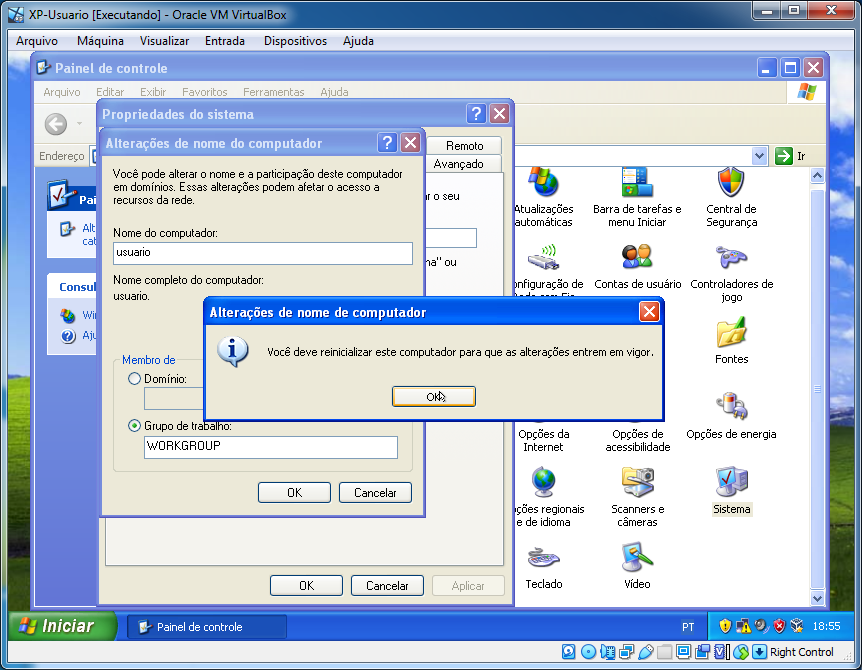 XP-Usuario [Executando] - Oracle VM VirtualBox
Arquivo Máquina Visualizar Entrada Dispositivos Ajuda
Painel de controle
Arquivo Editar Exibir Favoritos Ferramentas Ajuda
Propriedades do sistema
Alterações de nome do computador
Remoto
Avançado
Endereço
Ir
Você pode alterar o nome e a participação deste computador
em domínios. Essas alterações podem afetar o acesso a
recursos da rede.
Nome do computador:
usuario
Nome completo do computador:
usuario.
Membro de
Domínio:
Grupo de trabalho:
WORKGROUP
OK Cancelar
OK Cancelar Aplicar
Alterações de nome de computador
Você deve reinicializar este computador para que as alterações entrem em vigor.
OK
ar o seu
na" ou
Pai
Alt
cat
Consul
Win
Aju
Atualizações
automáticas
Barra de tarefas e
menu Iniciar
Central de
Segurança
onfiguração de
Contas de usuário
Controladores de
jogo
Fontes
Opções da
Internet
Opções de
acessibilidade
Opções de energia
ções regionais
e de idioma
Scanners e
câmeras
Sistema
Teclado
Vídeo
Iniciar
Painel de controle
PT
18:55
Right Control